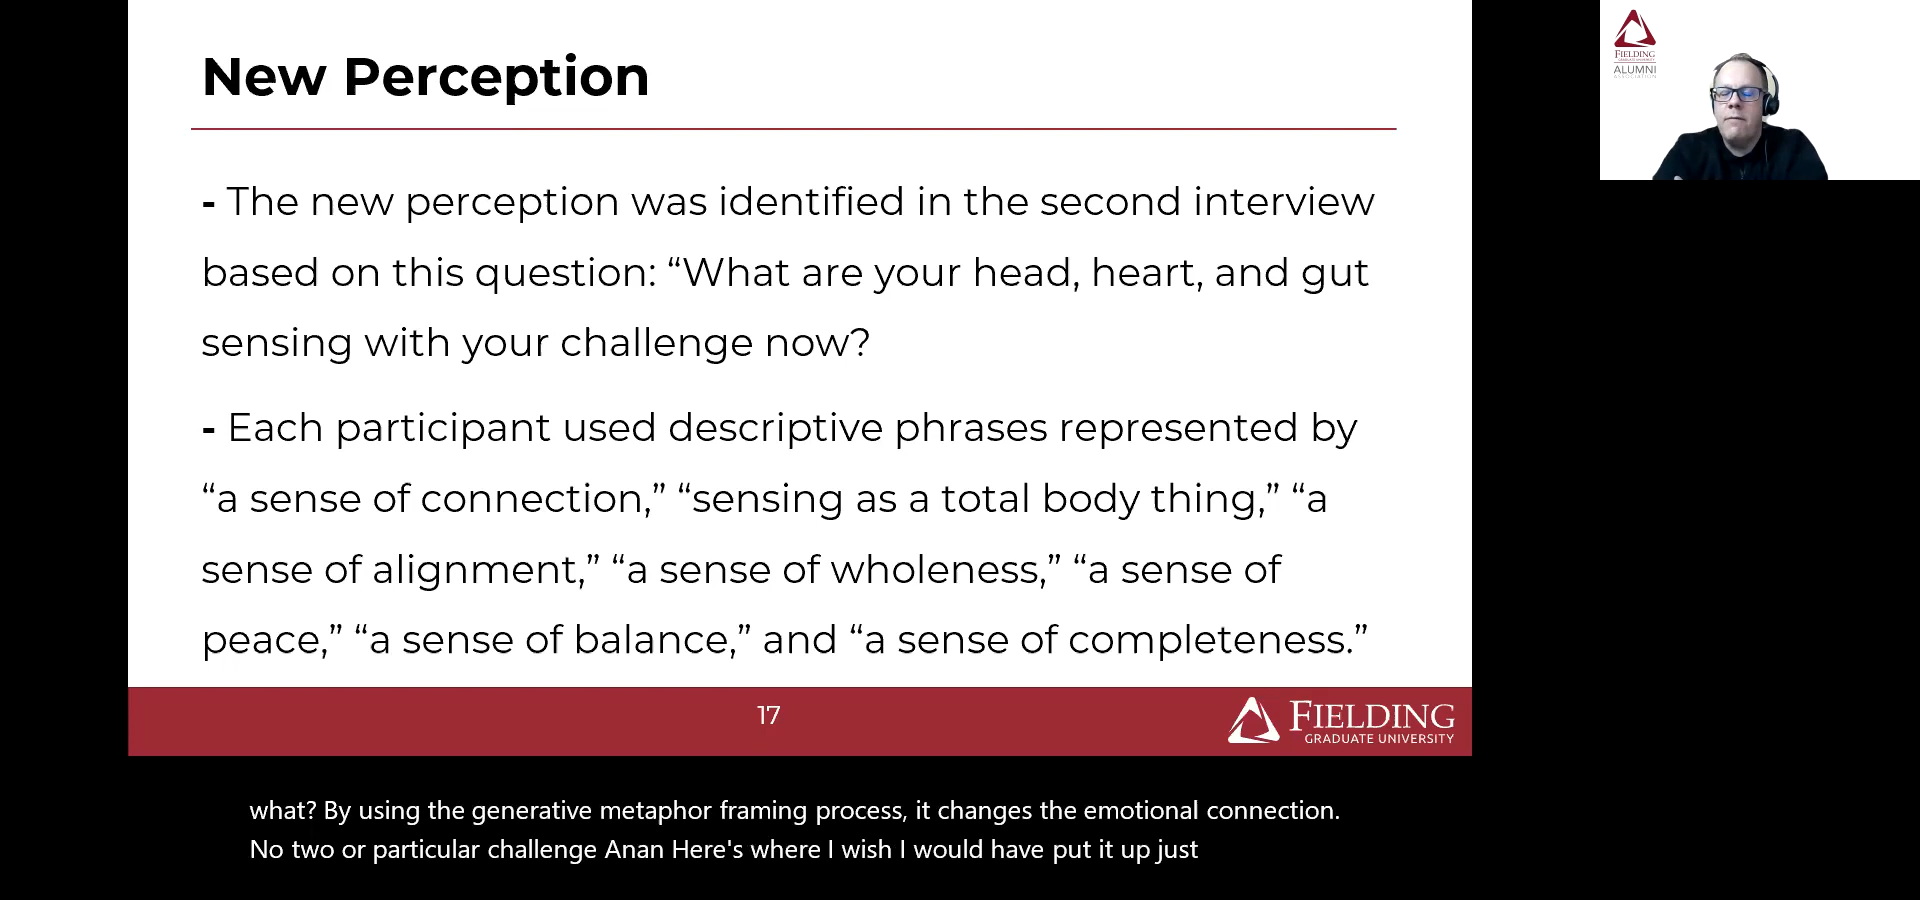 New Perception
- The new perception was identified in the second interview
based on this question: “What are your head, heart, and gut
sensing with your challenge now?
- Each participant used descriptive phrases represented by
“a sense of connection,” “sensing as a total body thing,” “a
sense of alignment,” “a sense of wholeness,” “a sense of
peace,” “a sense of balance,” and “a sense of completeness.”
17
FIELDING
GRADUATE UNIVERSITY
FIELDING
GRADUATE UNIVERSITY
ALUMNI
ASSOCIATION
what? By using the generative metaphor framing process, it changes the emotional connection.
No two or particular challenge Anan Here's where I wish I would have put it up just